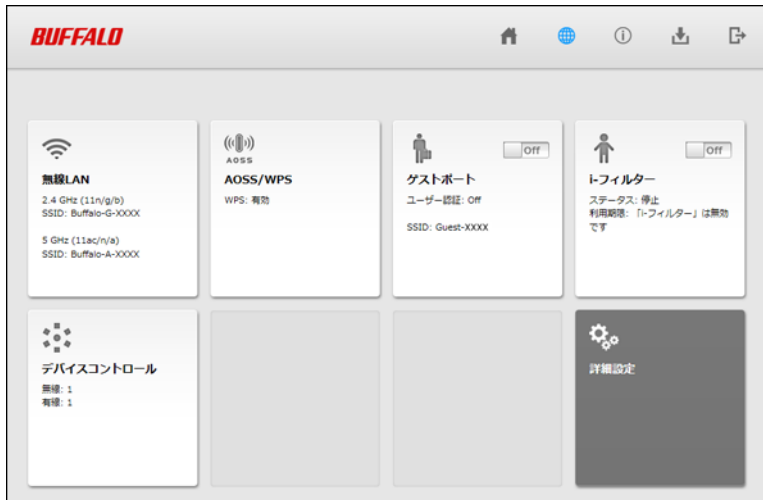 BUFFALO
無線LAN
2.4 GHz (11n/g/b)
SSID: Buffalo-G-XXXX
5 GHz (11ac/n/a)
SSID: Buffalo-A-XXXX
AOSS
AOSS/WPS
WPS: 有効
Off
ゲストポート
ユーザー認証: Off
SSID: Guest-XXXX
Off
i-フィルター
ステータス: 停止
利用期限: 「i-フィルター」は無効
です
デバイスコントロール
無線: 1
有線: 1
詳細設定